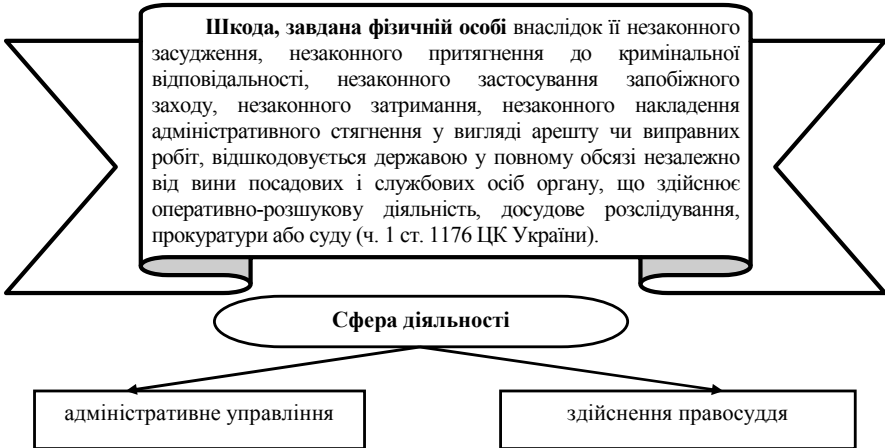 Шкода, завдана фізичній особі внаслідок її незаконного
засудження, незаконного притягнення до кримінальної
відповідальності, незаконного застосування запобіжного
заходу, незаконного затримання, незаконного накладення
адміністративного стягнення у вигляді арешту чи виправних
робіт, відшкодовується державою у повному обсязі незалежно
від вини посадових і службових осіб органу, що здійснює
оперативно-розшукову діяльність, досудове розслідування,
прокуратури або суду (ч. 1 ст. 1176 ЦК України).
Сфера діяльності
адміністративне управління
здійснення правосуддя